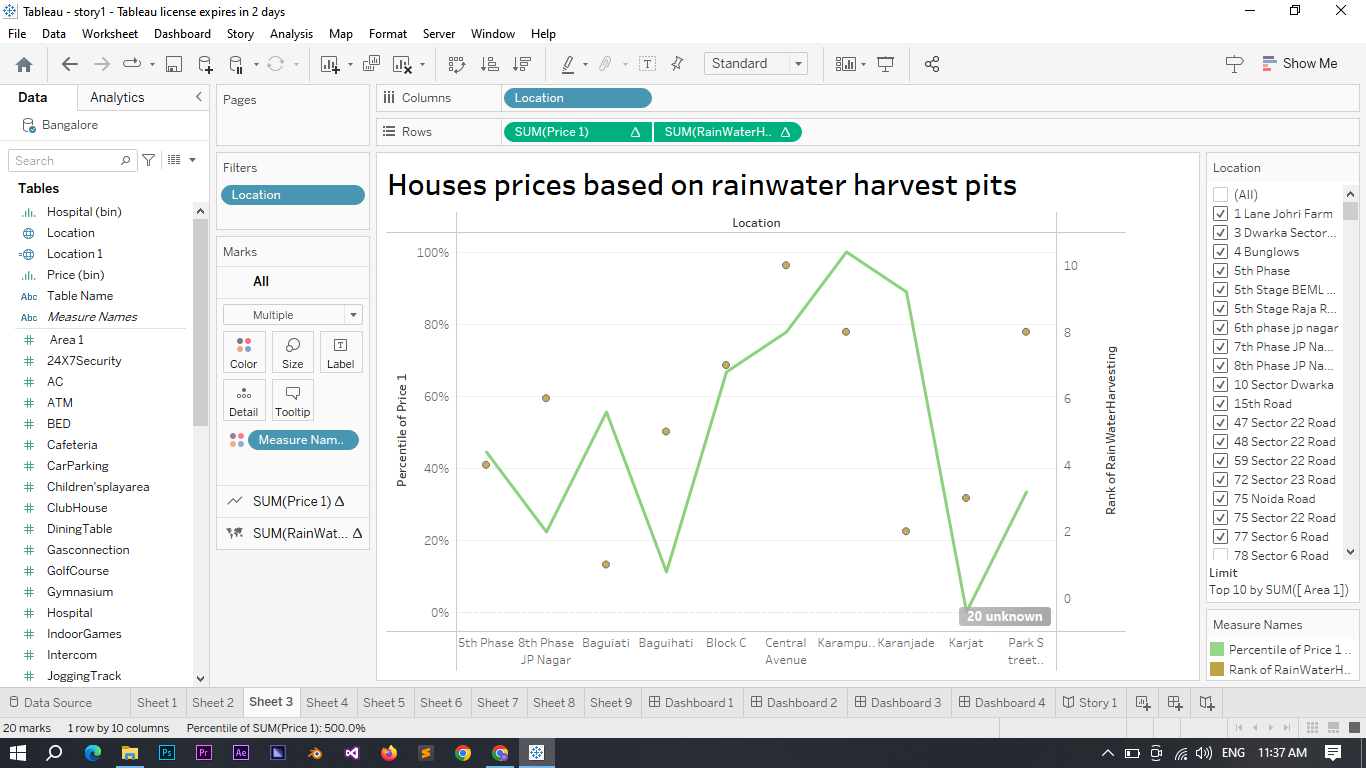 Tableau - story1 - Tableau license expires in 2 days
File Data Worksheet Dashboard Story Analysis Map Format Server Window Help
Standard
Show Me
Data Analytics
Bangalore
Search
Tables
Hospital (bin)
Location
Location 1
Price (bin)
Abc Table Name
Abc Measure Names
Area 1
24X7Security
AC
ATM
BED
Cafeteria
CarParking
Children'splayarea
ClubHouse
DiningTable
Gasconnection
GolfCourse
Gymnasium
Hospital
IndoorGames
Intercom
JoggingTrack
Pages
Filters
Location
Marks
All
Multiple
Color Size Label
Detail Tooltip
Measure Nam..
SUM(Price 1) Δ
SUM(RainWat... Δ
Columns Location
Rows SUM(Price 1) Δ SUM(RainWaterH.. Δ
Houses prices based on rainwater harvest pits
Location
Percentile of Price 1
100%
80%
60%
40%
20%
0%
10
8
6
4
2
0
Rank of RainWaterHarvesting
20 unknown
5th Phase 8th Phase Baguiati Baguihati Block C Central Karampu.. Karanjade Karjat Park S
JP Nagar Avenue treet..
Location
(All)
1 Lane Johri Farm
3 Dwarka Sector...
4 Bunglows
5th Phase
5th Stage BEML ...
5th Stage Raja R...
6th phase jp nagar
7th Phase JP Na...
8th Phase JP Na...
10 Sector Dwarka
15th Road
47 Sector 22 Road
48 Sector 22 Road
59 Sector 22 Road
72 Sector 23 Road
75 Noida Road
75 Sector 22 Road
77 Sector 6 Road
78 Sector 6 Road
Limit
Top 10 by SUM([ Area 1])
Measure Names
Percentile of Price 1 ..
Rank of RainWaterH..
Data Source Sheet 1 Sheet 2 Sheet 3 Sheet 4 Sheet 5 Sheet 6 Sheet 7 Sheet 8 Sheet 9 Dashboard 1 Dashboard 2 Dashboard 3 Dashboard 4 Story 1
20 marks 1 row by 10 columns Percentile of SUM(Price 1): 500.0%
Ps Pr Ae ENG 11:37 AM